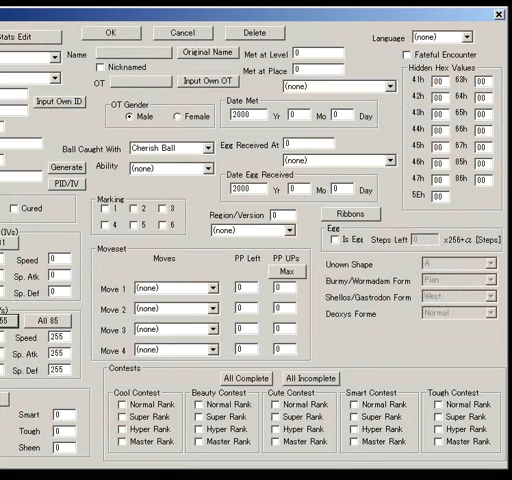 Stats Edit
OK Cancel Delete
Language (none)
Name Original Name
Nicknamed
OT Input Own OT
Met at Level 0
Met at Place 0
(none)
Fateful Encounter
Hidden Hex Values
41h 00 63h 00
42h 00 64h 00
43h 00 65h 00
44h 00 66h 00
45h 00 67h 00
46h 00 85h 00
47h 00 86h 00
5Eh 00
Input Own ID
OT Gender
Male Female
Date Met
2000 Yr 0 Mo 0 Day
Ball Caught With Cherish Ball
Egg Received At 0
(none)
Generate
PID/IV
Ability (none)
Date Egg Received
2000 Yr 0 Mo 0 Day
Cured
Marking
1 2 3
4 5 6
Region/Version 0
Ribbons
Egg
Is Egg Steps Left 0 x256+α [Steps]
(IVs)
31
Speed 0
Sp. Atk 0
Sp. Def 0
Moveset
Moves PP Left PP UPs
Max
Move 1 (none) 0 0
Move 2 (none) 0 0
Move 3 (none) 0 0
Move 4 (none) 0 0
Unown Shape A
Burmy/Wormadam Form Plan
Shellos/Gastrodon Form West
Deoxys Forme Normal
55 All 85
Speed 255
Sp. Atk 255
Sp. Def 255
Contests
All Complete All Incomplete
Cool Contest Beauty Contest Cute Contest Smart Contest Tough Contest
Normal Rank Normal Rank Normal Rank Normal Rank Normal Rank
Super Rank Super Rank Super Rank Super Rank Super Rank
Hyper Rank Hyper Rank Hyper Rank Hyper Rank Hyper Rank
Master Rank Master Rank Master Rank Master Rank Master Rank
Smart 0
Tough 0
Sheen 0